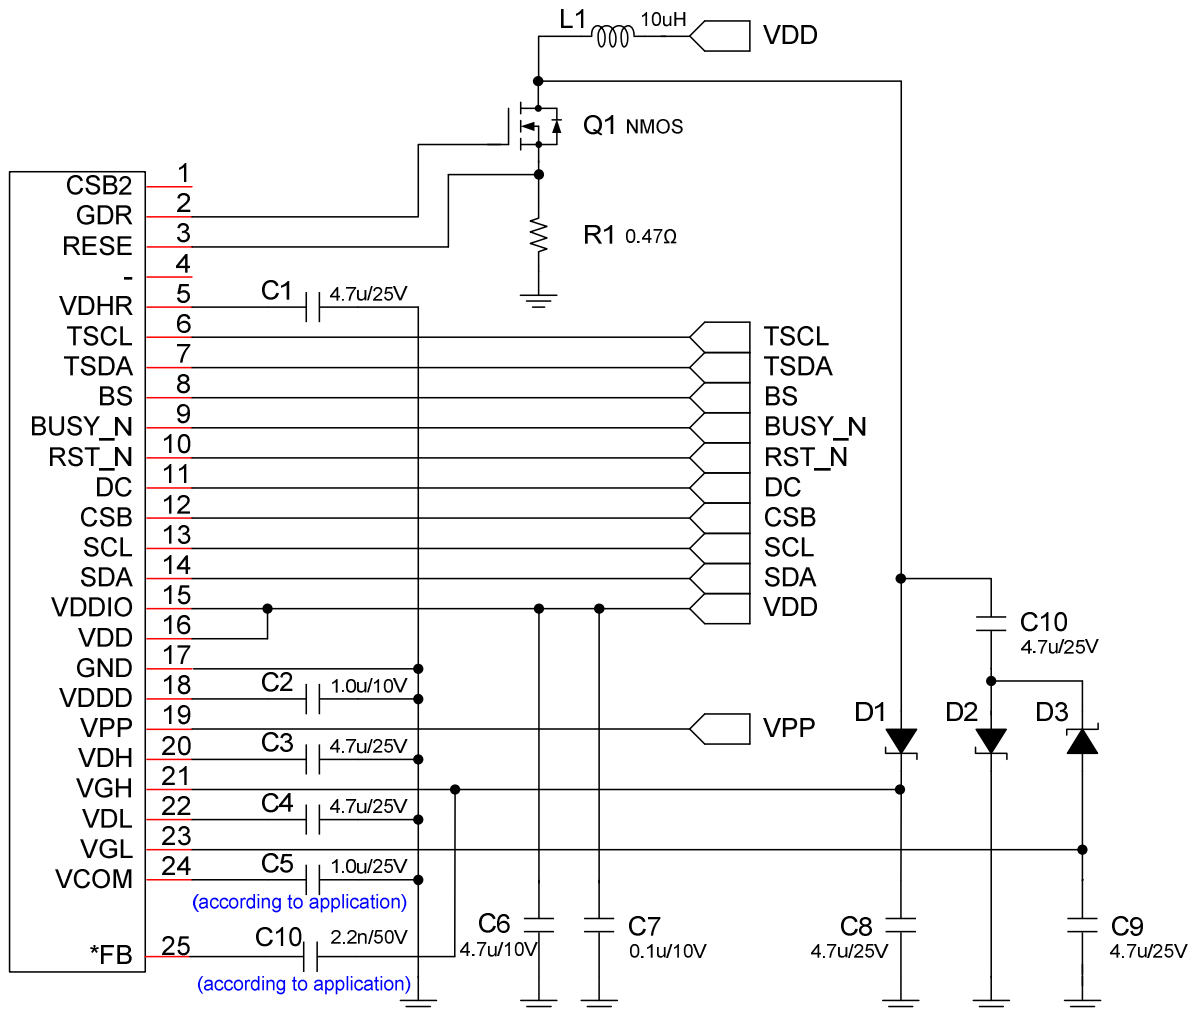 L1 10uH VDD
Q1 NMOS
CSB2 1
GDR 2
RESE 3
R1 0.47Ω
- 4
VDHR 5 C1 4.7u/25V
TSCL 6 TSCL
TSDA 7 TSDA
BS 8 BS
BUSY_N 9 BUSY_N
RST_N 10 RST_N
DC 11 DC
CSB 12 CSB
SCL 13 SCL
SDA 14 SDA
VDDIO 15 VDD
VDD 16
C10
4.7u/25V
GND 17
VDDD 18 C2 1.0u/10V
D1 D2 D3
VPP 19 VPP
VDH 20 C3 4.7u/25V
VGH 21
VDL 22 C4 4.7u/25V
VGL 23
VCOM 24 C5 1.0u/25V
(according to application)
C6 4.7u/10V
C7 0.1u/10V
C8 4.7u/25V
C9 4.7u/25V
*FB 25 C10 2.2n/50V
(according to application)